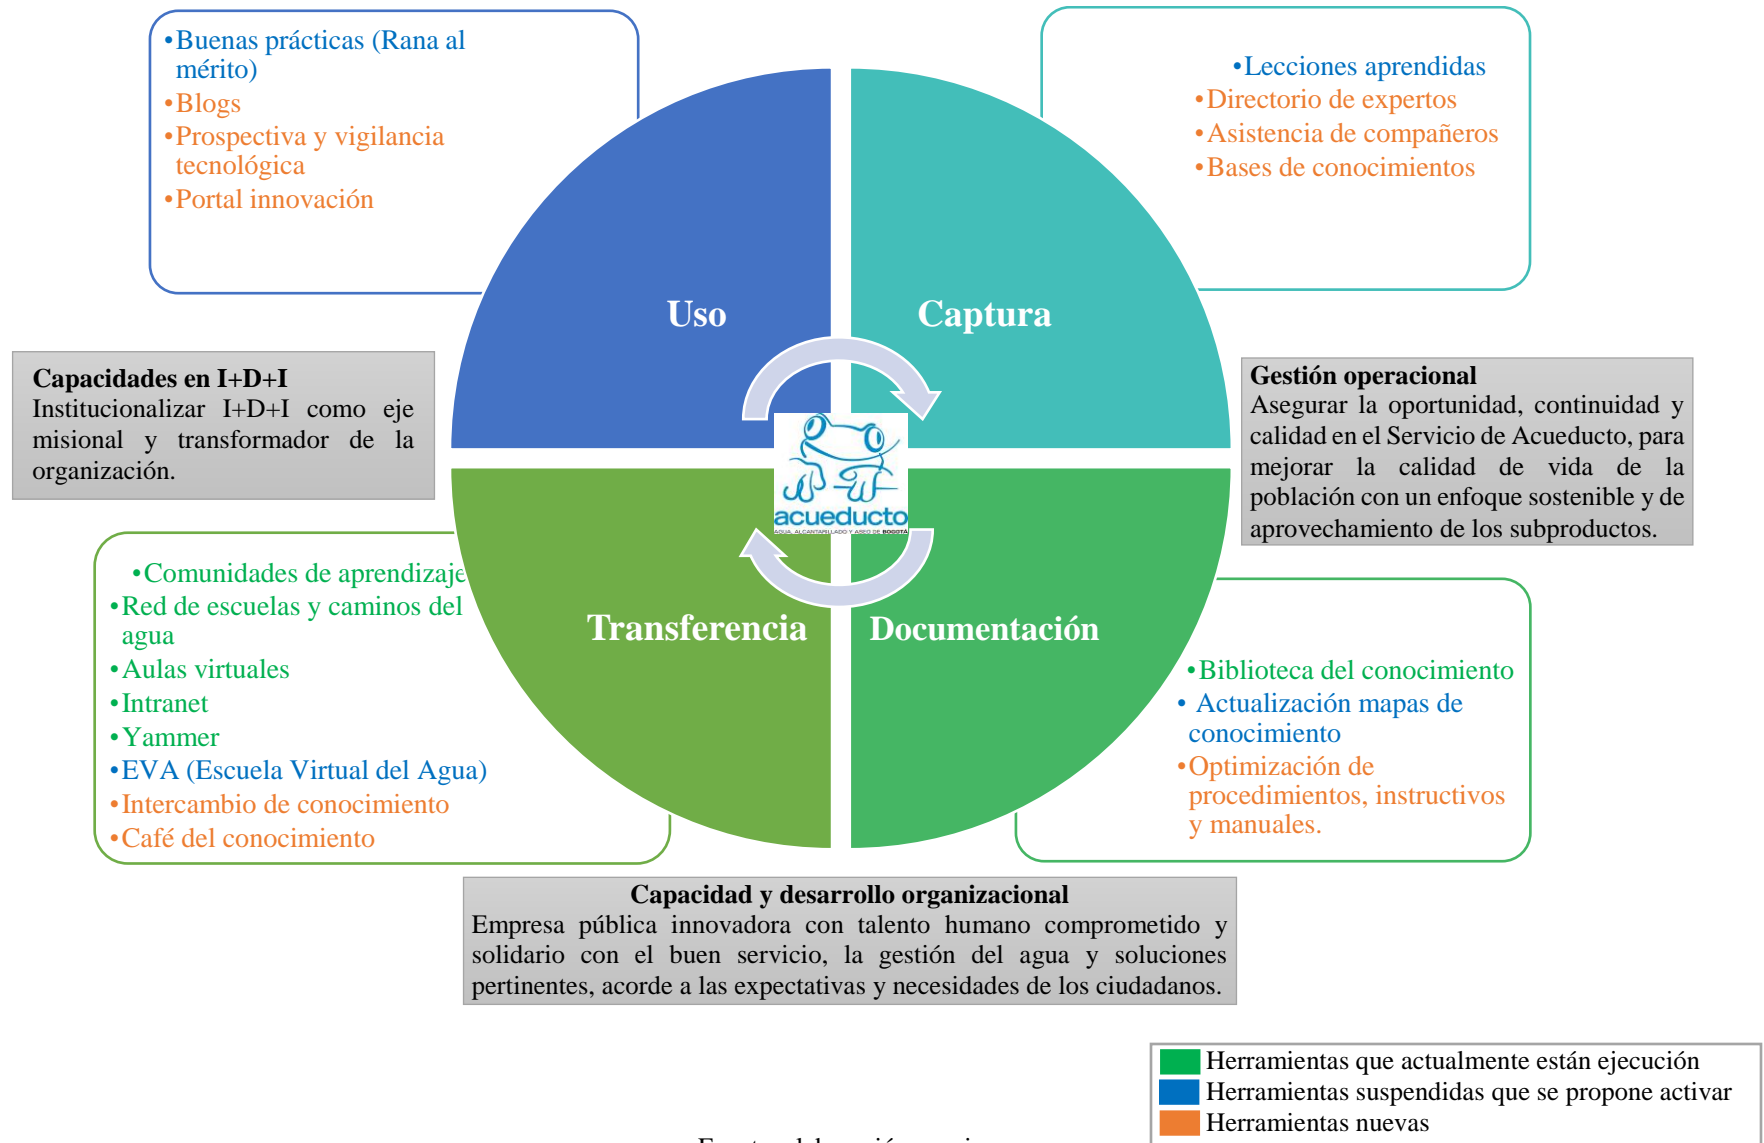 •Buenas prácticas (Rana al
mérito)
•Blogs
•Prospectiva y vigilancia
tecnológica
•Portal innovación
•Lecciones aprendidas
•Directorio de expertos
•Asistencia de compañeros
•Bases de conocimientos
Uso
Captura
Capacidades en I+D+I
Institucionalizar I+D+I como eje
misional y transformador de la
organización.
Gestión operacional
Asegurar la oportunidad, continuidad y
calidad en el Servicio de Acueducto, para
mejorar la calidad de vida de la
población con un enfoque sostenible y de
aprovechamiento de los subproductos.
acueducto
AGUA, ALCANTARILLADO Y ASEO DE BOGOTÁ
Transferencia
Documentación
•Comunidades de aprendizaje
•Red de escuelas y caminos del
agua
•Aulas virtuales
•Intranet
•Yammer
•EVA (Escuela Virtual del Agua)
•Intercambio de conocimiento
•Café del conocimiento
•Biblioteca del conocimiento
• Actualización mapas de
conocimiento
•Optimización de
procedimientos, instructivos
y manuales.
Capacidad y desarrollo organizacional
Empresa pública innovadora con talento humano comprometido y
solidario con el buen servicio, la gestión del agua y soluciones
pertinentes, acorde a las expectativas y necesidades de los ciudadanos.
Herramientas que actualmente están ejecución
Herramientas suspendidas que se propone activar
Herramientas nuevas